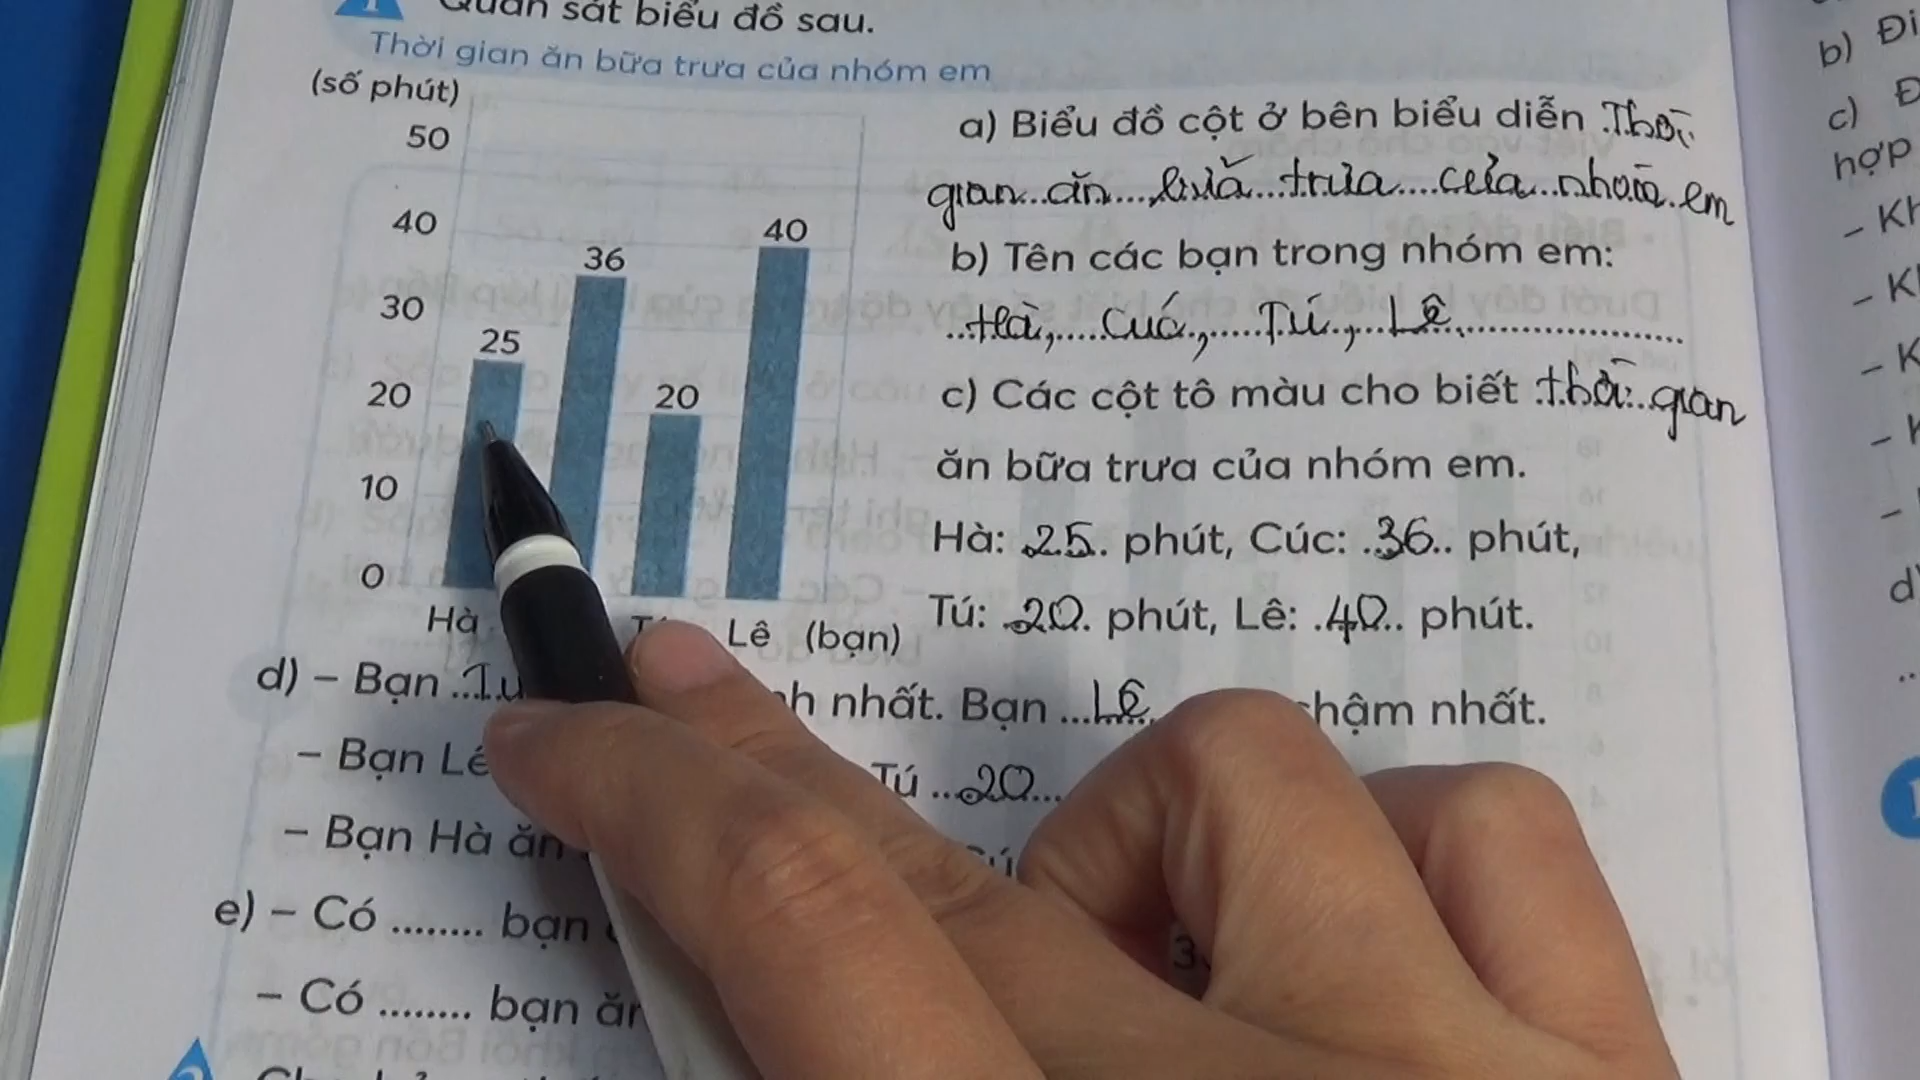 Quan sát biểu đồ sau.
Thời gian ăn bữa trưa của nhóm em
(số phút)
50
40
30
20
10
0
25
36
20
40
Hà
Lê (bạn)
a) Biểu đồ cột ở bên biểu diễn Thời
gian ăn bữa trưa của nhóm em
b) Tên các bạn trong nhóm em:
Hà, Cúc, Tú, Lê
c) Các cột tô màu cho biết thời gian
ăn bữa trưa của nhóm em.
Hà: 25 phút, Cúc: 36 phút,
Tú: 20 phút, Lê: 40 phút.
d) – Bạn Tú nhất. Bạn Lê chậm nhất.
– Bạn Lê Tú 20
– Bạn Hà ăn
e) – Có ........ bạn
– Có ........ bạn ăn
b)
c)
hợp
d)